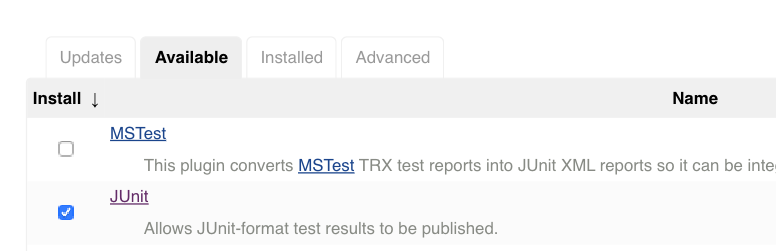 Updates Available Installed Advanced
Install ↓ Name
MSTest
This plugin converts MSTest TRX test reports into JUnit XML reports so it can be inte
JUnit
Allows JUnit-format test results to be published.